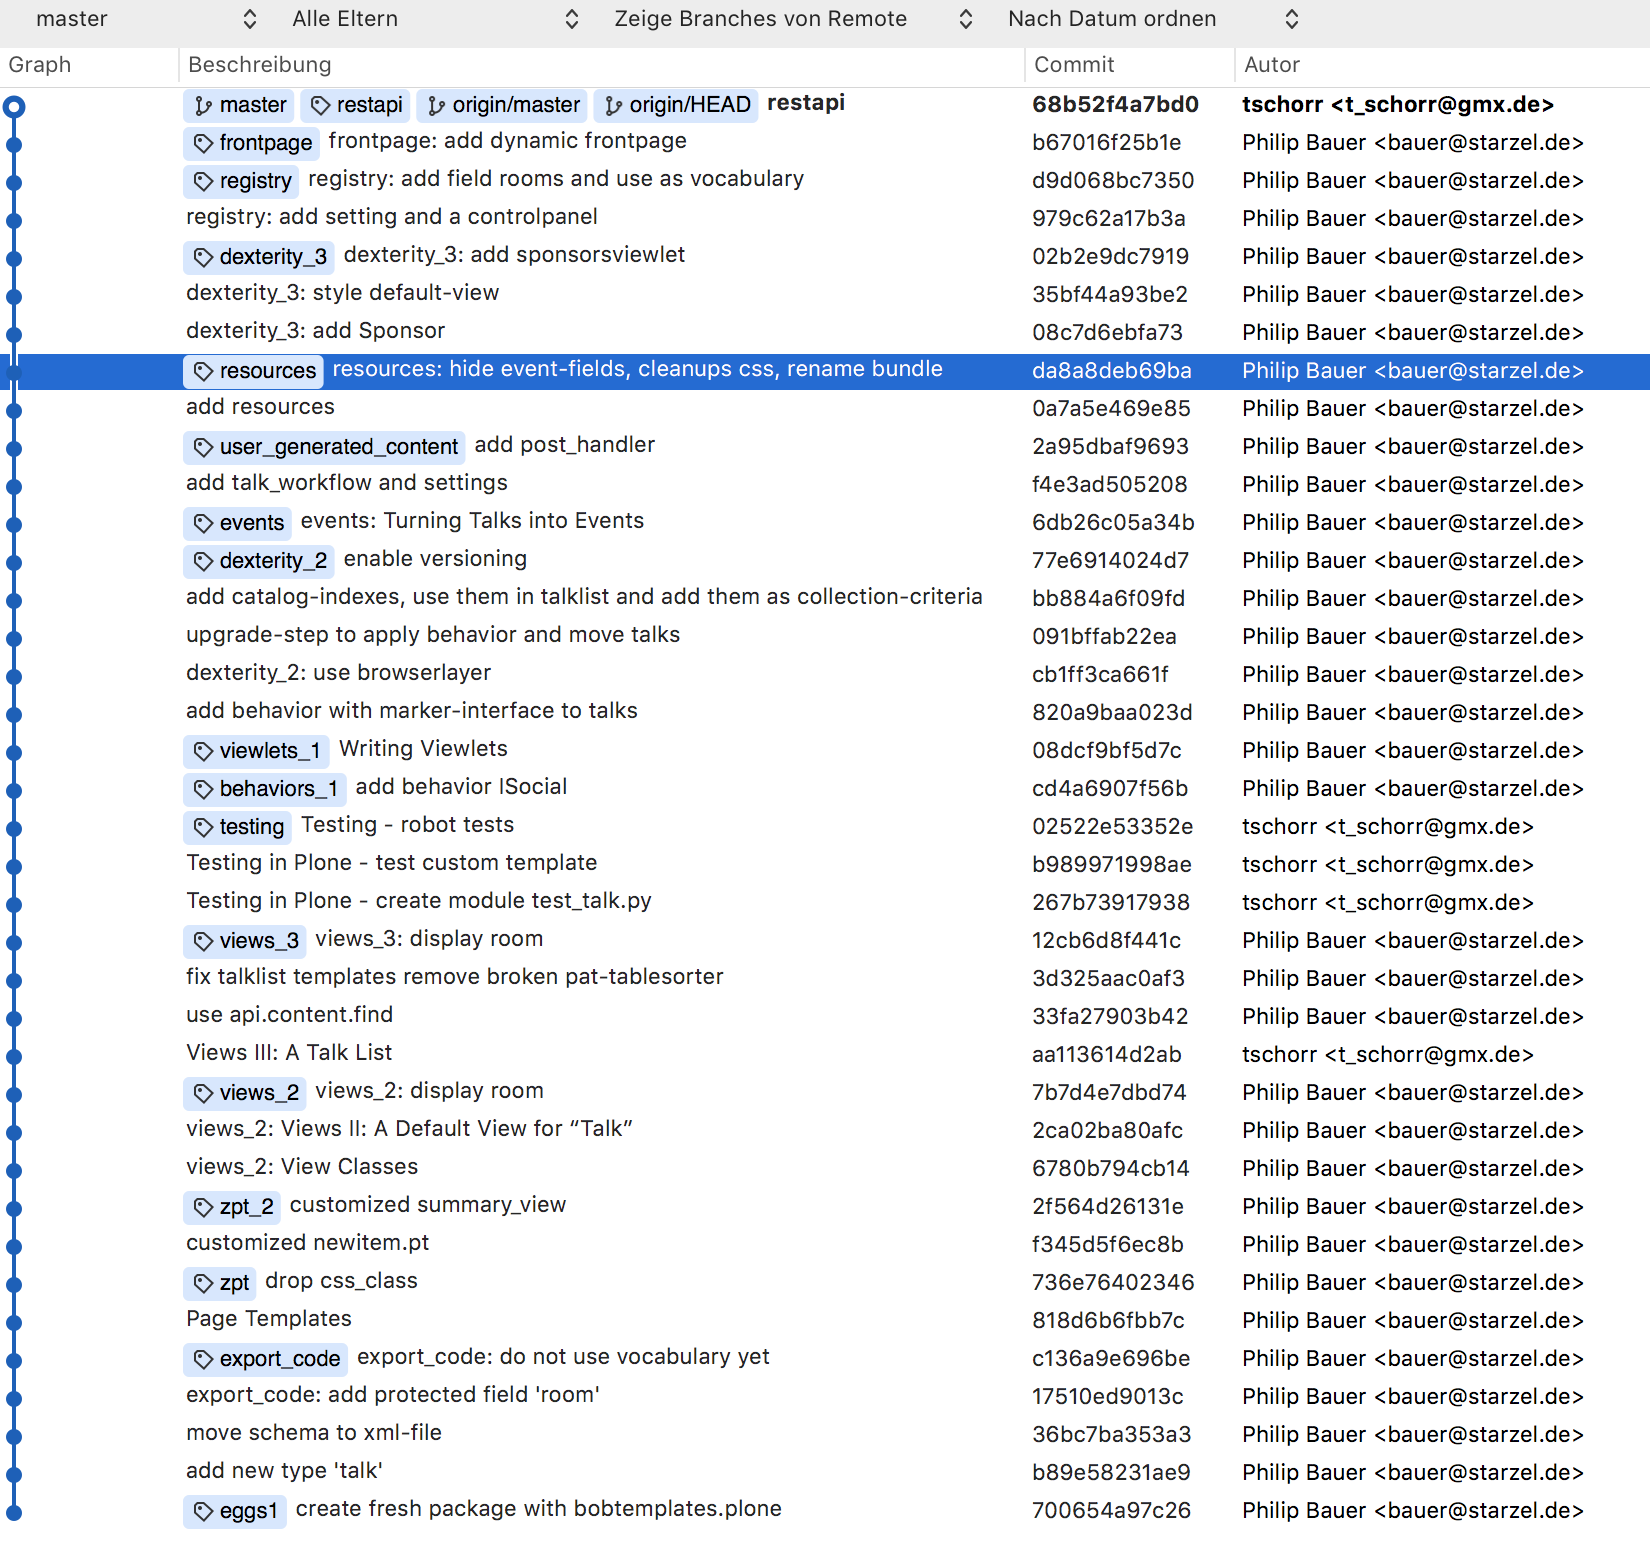 master Alle Eltern Zeige Branches von Remote Nach Datum ordnen
Graph Beschreibung Commit Autor
master restapi origin/master origin/HEAD restapi 68b52f4a7bd0 tschorr <t_schorr@gmx.de>
frontpage frontpage: add dynamic frontpage b67016f25b1e Philip Bauer <bauer@starzel.de>
registry registry: add field rooms and use as vocabulary d9d068bc7350 Philip Bauer <bauer@starzel.de>
registry: add setting and a controlpanel 979c62a17b3a Philip Bauer <bauer@starzel.de>
dexterity_3 dexterity_3: add sponsorsviewlet 02b2e9dc7919 Philip Bauer <bauer@starzel.de>
dexterity_3: style default-view 35bf44a93be2 Philip Bauer <bauer@starzel.de>
dexterity_3: add Sponsor 08c7d6ebfa73 Philip Bauer <bauer@starzel.de>
resources resources: hide event-fields, cleanups css, rename bundle da8a8deb69ba Philip Bauer <bauer@starzel.de>
add resources 0a7a5e469e85 Philip Bauer <bauer@starzel.de>
user_generated_content add post_handler 2a95dbaf9693 Philip Bauer <bauer@starzel.de>
add talk_workflow and settings f4e3ad505208 Philip Bauer <bauer@starzel.de>
events events: Turning Talks into Events 6db26c05a34b Philip Bauer <bauer@starzel.de>
dexterity_2 enable versioning 77e6914024d7 Philip Bauer <bauer@starzel.de>
add catalog-indexes, use them in talklist and add them as collection-criteria bb884a6f09fd Philip Bauer <bauer@starzel.de>
upgrade-step to apply behavior and move talks 091bffab22ea Philip Bauer <bauer@starzel.de>
dexterity_2: use browserlayer cb1ff3ca661f Philip Bauer <bauer@starzel.de>
add behavior with marker-interface to talks 820a9baa023d Philip Bauer <bauer@starzel.de>
viewlets_1 Writing Viewlets 08dcf9bf5d7c Philip Bauer <bauer@starzel.de>
behaviors_1 add behavior ISocial cd4a6907f56b Philip Bauer <bauer@starzel.de>
testing Testing - robot tests 02522e53352e tschorr <t_schorr@gmx.de>
Testing in Plone - test custom template b989971998ae tschorr <t_schorr@gmx.de>
Testing in Plone - create module test_talk.py 267b73917938 tschorr <t_schorr@gmx.de>
views_3 views_3: display room 12cb6d8f441c Philip Bauer <bauer@starzel.de>
fix talklist templates remove broken pat-tablesorter 3d325aac0af3 Philip Bauer <bauer@starzel.de>
use api.content.find 33fa27903b42 Philip Bauer <bauer@starzel.de>
Views III: A Talk List aa113614d2ab tschorr <t_schorr@gmx.de>
views_2 views_2: display room 7b7d4e7dbd74 Philip Bauer <bauer@starzel.de>
views_2: Views II: A Default View for “Talk” 2ca02ba80afc Philip Bauer <bauer@starzel.de>
views_2: View Classes 6780b794cb14 Philip Bauer <bauer@starzel.de>
zpt_2 customized summary_view 2f564d26131e Philip Bauer <bauer@starzel.de>
customized newitem.pt f345d5f6ec8b Philip Bauer <bauer@starzel.de>
zpt drop css_class 736e76402346 Philip Bauer <bauer@starzel.de>
Page Templates 818d6b6fbb7c Philip Bauer <bauer@starzel.de>
export_code export_code: do not use vocabulary yet c136a9e696be Philip Bauer <bauer@starzel.de>
export_code: add protected field 'room' 17510ed9013c Philip Bauer <bauer@starzel.de>
move schema to xml-file 36bc7ba353a3 Philip Bauer <bauer@starzel.de>
add new type 'talk' b89e58231ae9 Philip Bauer <bauer@starzel.de>
eggs1 create fresh package with bobtemplates.plone 700654a97c26 Philip Bauer <bauer@starzel.de>